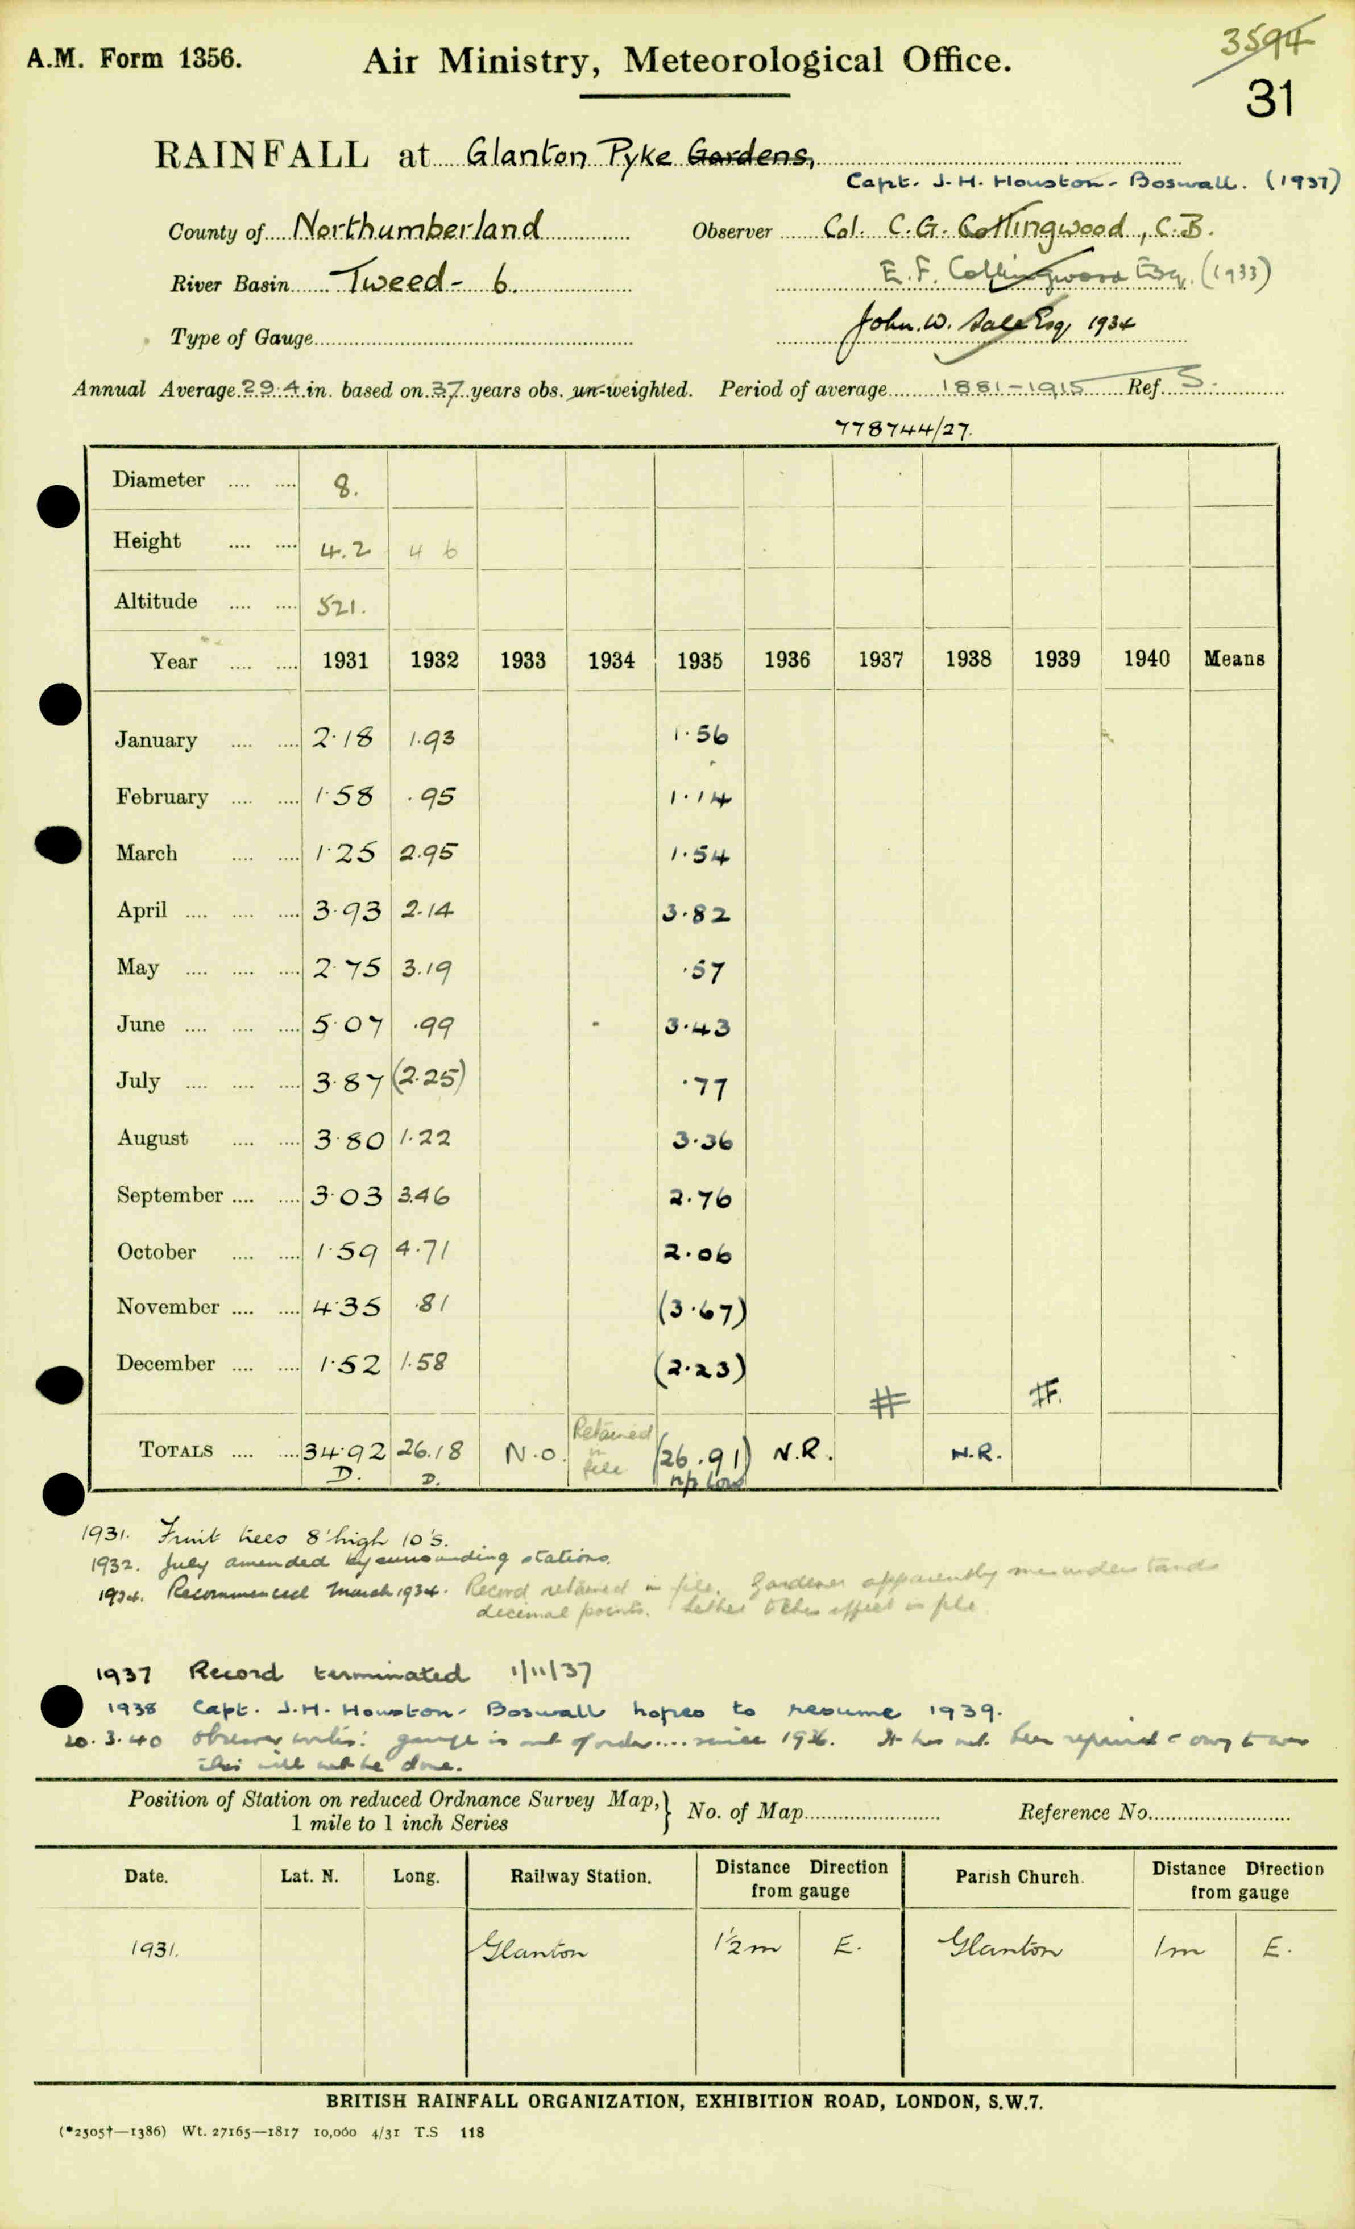 3594
A.M. Form 1356. Air Ministry, Meteorological Office.
31
RAINFALL at Glanton Pyke Gardens,
Capt. J.H. Houston-Boswall. (1937)
County of Northumberland Observer Col. C.G. Collingwood, C.B.
River Basin Tweed - 6. E.F. Collingwood Esq. (1933)
Type of Gauge John. W. Sale Esq, 1934
Annual Average 29.4 in. based on 37 years obs. un-weighted. Period of average 1881-1915 Ref. S.
778744/27.
Diameter 8.
Height 4.2 4 6
Altitude 521.
Year 1931 1932 1933 1934 1935 1936 1937 1938 1939 1940 Means
January 2.18 1.93 1.56
February 1.58 .95 1.14
March 1.25 2.95 1.54
April 3.93 2.14 3.82
May 2.75 3.19 .57
June 5.07 .99 3.43
July 3.87 (2.25) .77
August 3.80 1.22 3.36
September 3.03 3.46 2.76
October 1.59 4.71 2.06
November 4.35 .81 (3.67)
December 1.52 1.58 (2.23)
# #
TOTALS 34.92 26.18 N.O. Retained in file (26.91) N.R. N.R.
D. D. n/p low
1931. Fruit trees 8' high 10's.
1932. July amended by surrounding stations.
1934. Recommenced March 1934. Record retained in file. Gardener apparently misunderstands
decimal points. Letter to this effect in file.
1937 Record terminated 1/11/37
1938 Capt. J.H. Houston-Boswall hopes to resume 1939.
20.3.40 Observer writes: gauge is out of order.... since 1936. It has not been repaired & owing to war
this will not be done.
Position of Station on reduced Ordnance Survey Map,} No. of Map Reference No.
1 mile to 1 inch Series
Date. Lat. N. Long. Railway Station. Distance Direction from gauge Parish Church. Distance Direction from gauge
1931. Glanton 1½m E. Glanton 1m E.
BRITISH RAINFALL ORGANIZATION, EXHIBITION ROAD, LONDON, S.W.7.
(*2505†—1386) Wt. 27165—1817 10,000 4/31 T.S 118